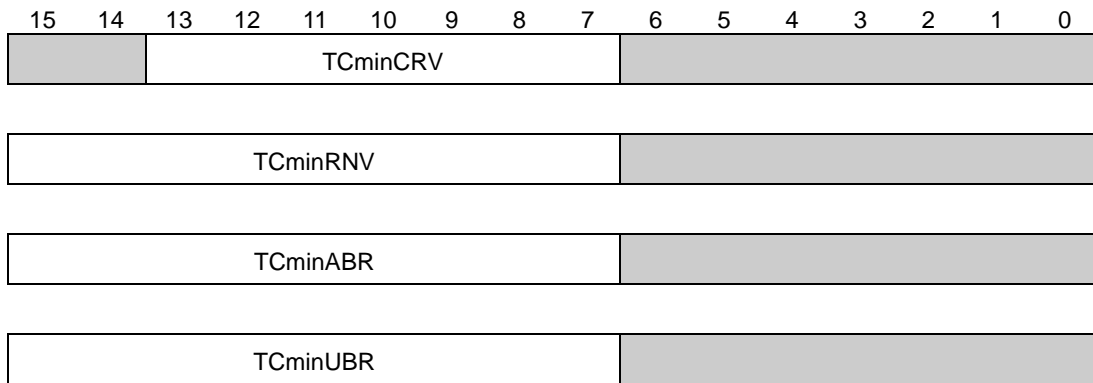 15 14 13 12 11 10 9 8 7 6 5 4 3 2 1 0
TCminCRV
TCminRNV
TCminABR
TCminUBR